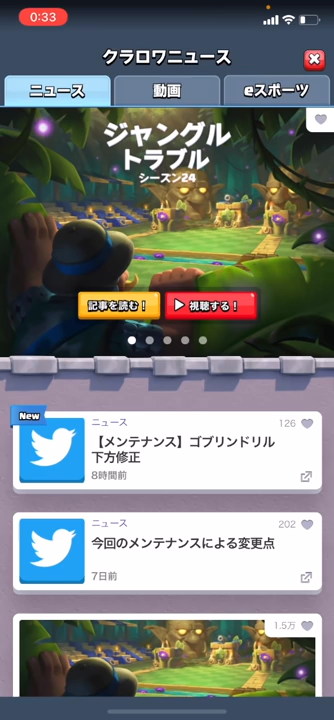 0:33
クラロワニュース
ニュース
動画
eスポーツ
ジャングル
トラブル
シーズン24
記事を読む！
視聴する！
New
ニュース
126
【メンテナンス】ゴブリンドリル
下方修正
8時間前
ニュース
202
今回のメンテナンスによる変更点
7日前
1.5万